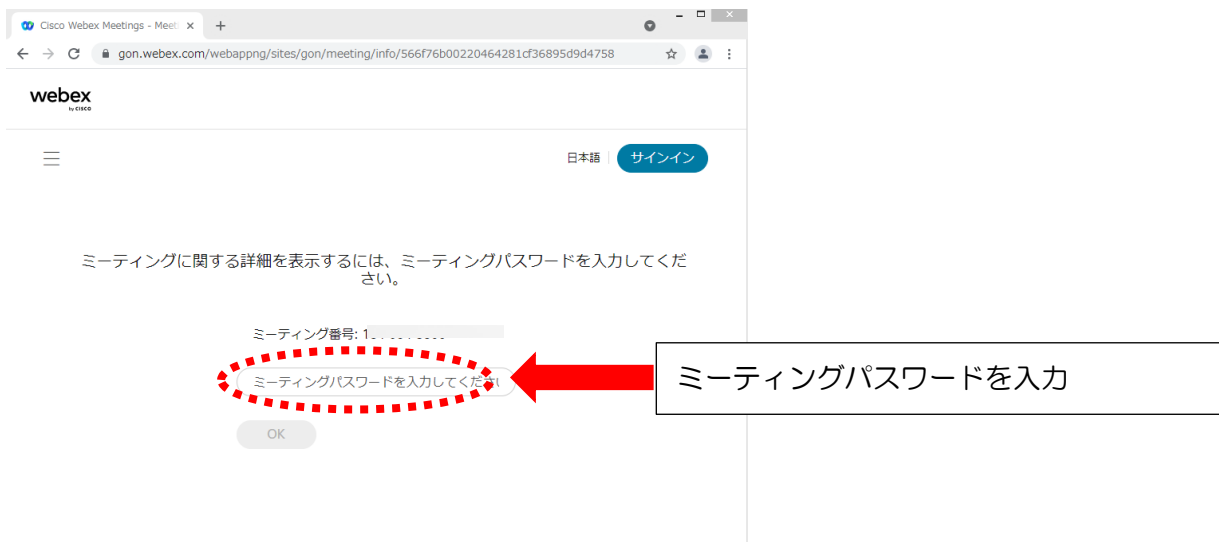 Cisco Webex Meetings - Meet
gon.webex.com/webappng/sites/gon/meeting/info/566f76b00220464281cf36895d9d4758
webex
by CISCO
日本語
サインイン
ミーティングに関する詳細を表示するには、ミーティングパスワードを入力してくだ
さい。
ミーティング番号: 1
ミーティングパスワードを入力してくださ
OK
ミーティングパスワードを入力